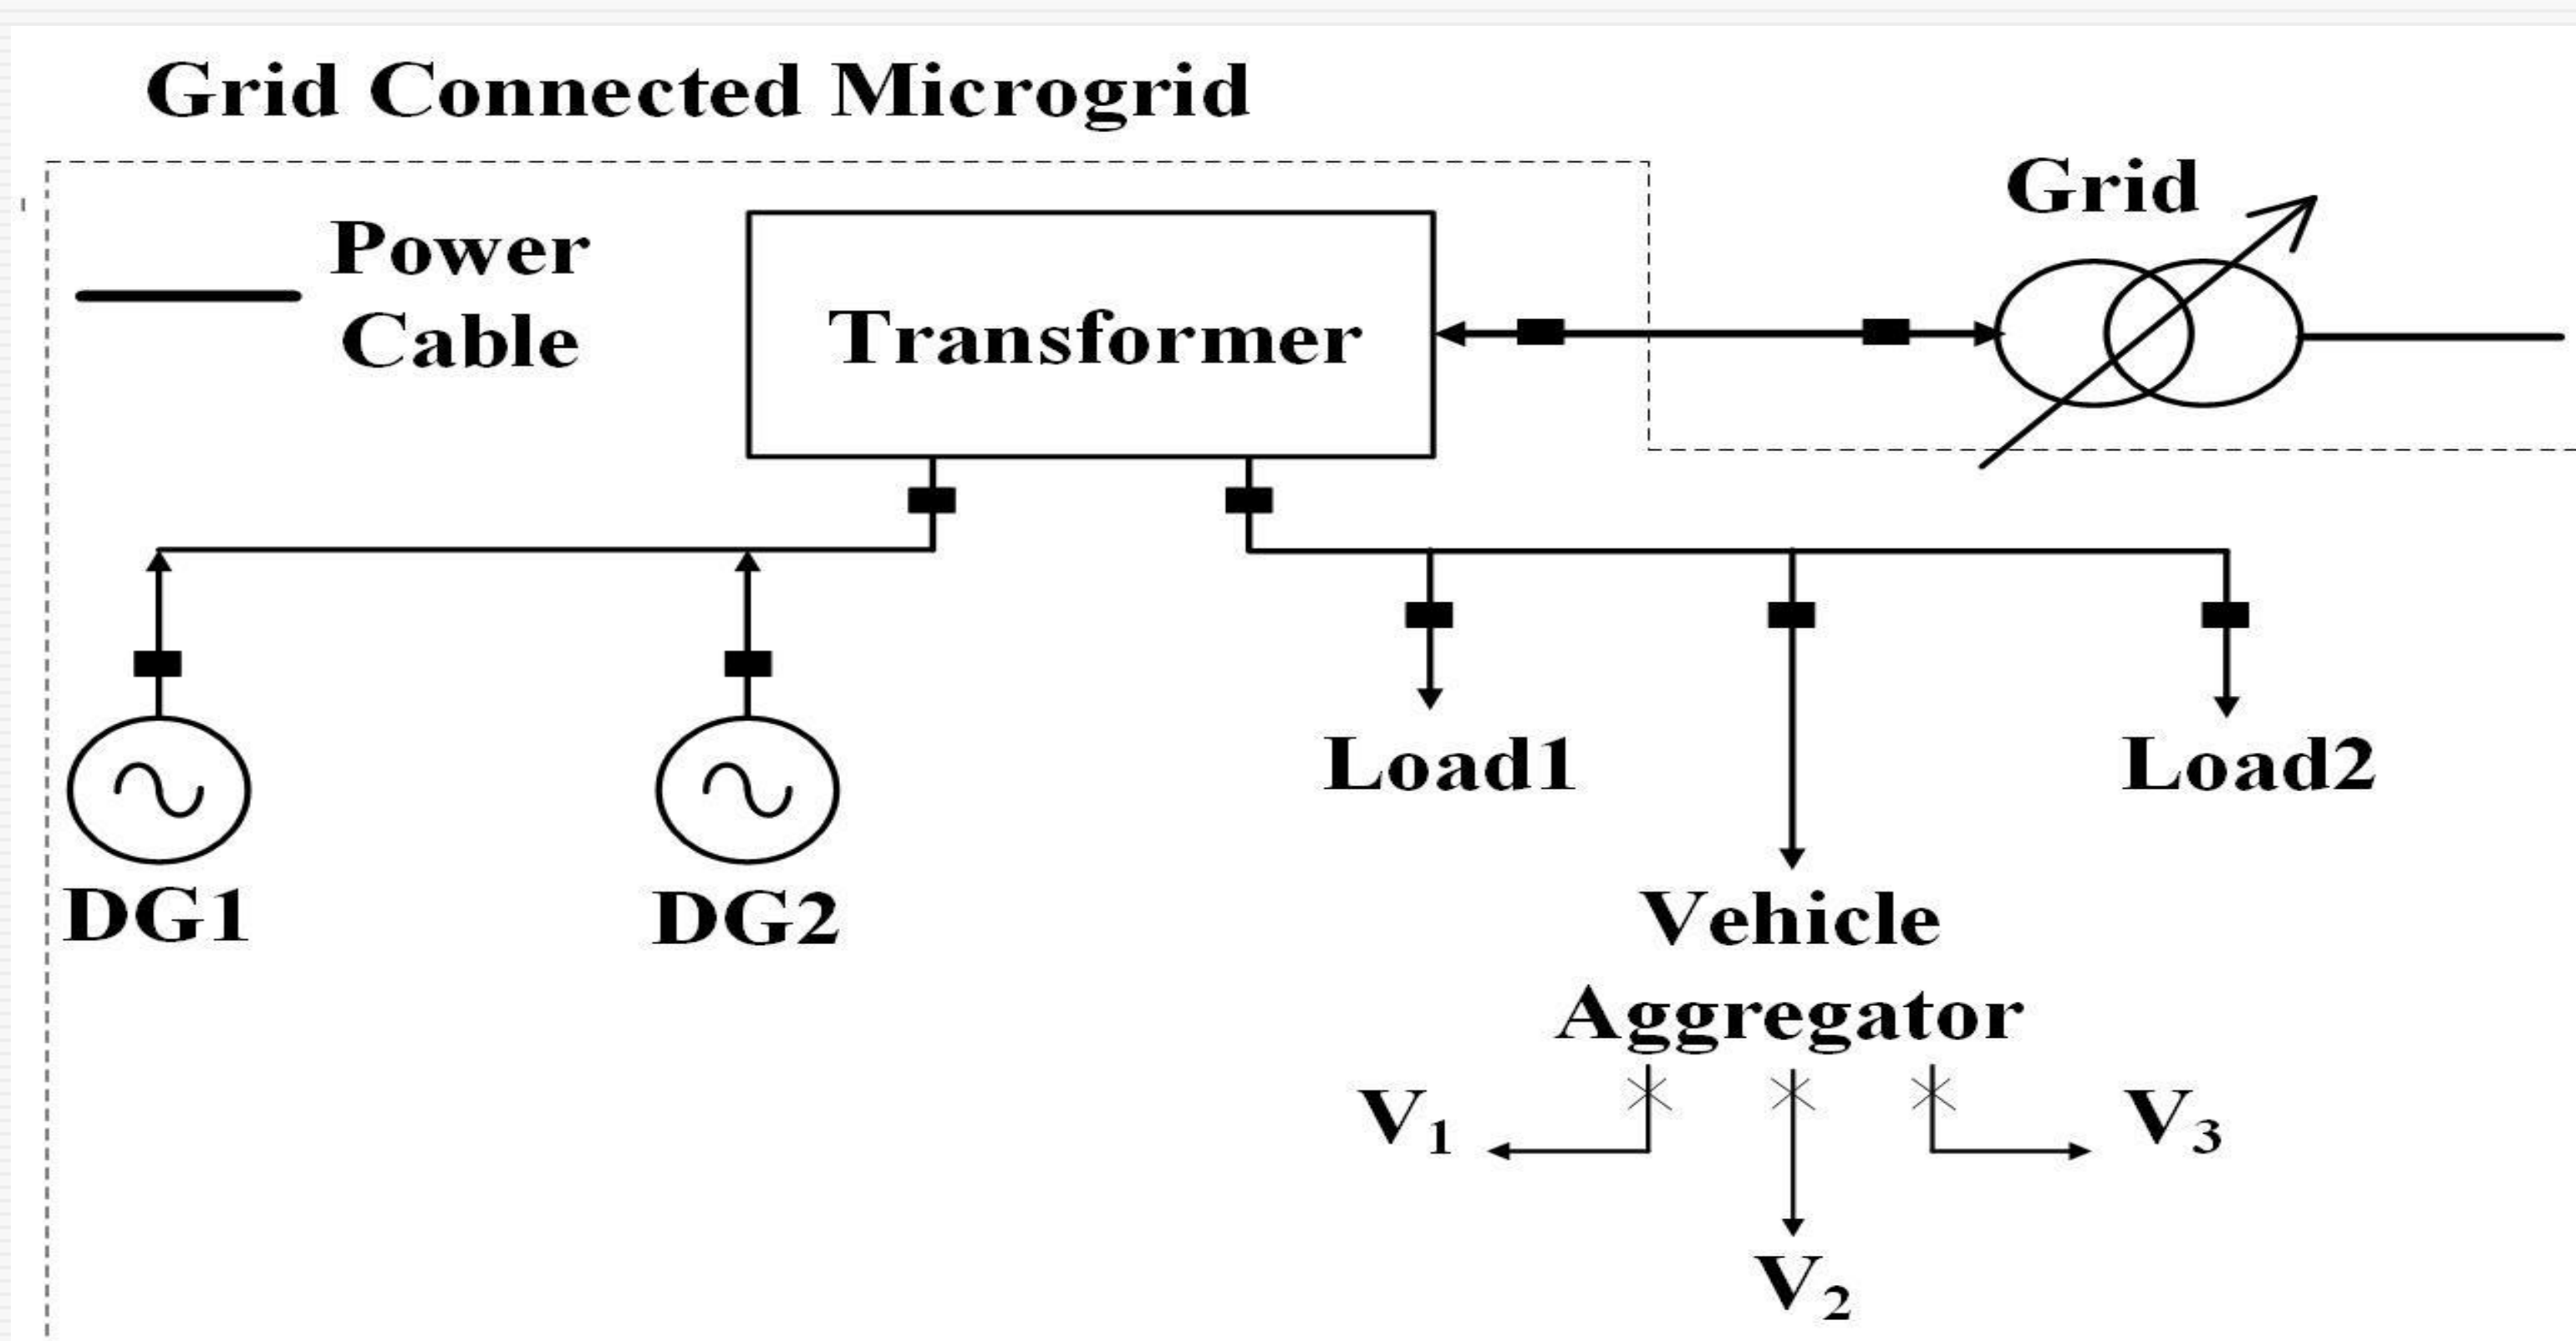 Grid Connected Microgrid
Grid
Power
Cable
Transformer
Load1
Load2
DG1
DG2
Vehicle
Aggregator
V₁
V₃
V₂